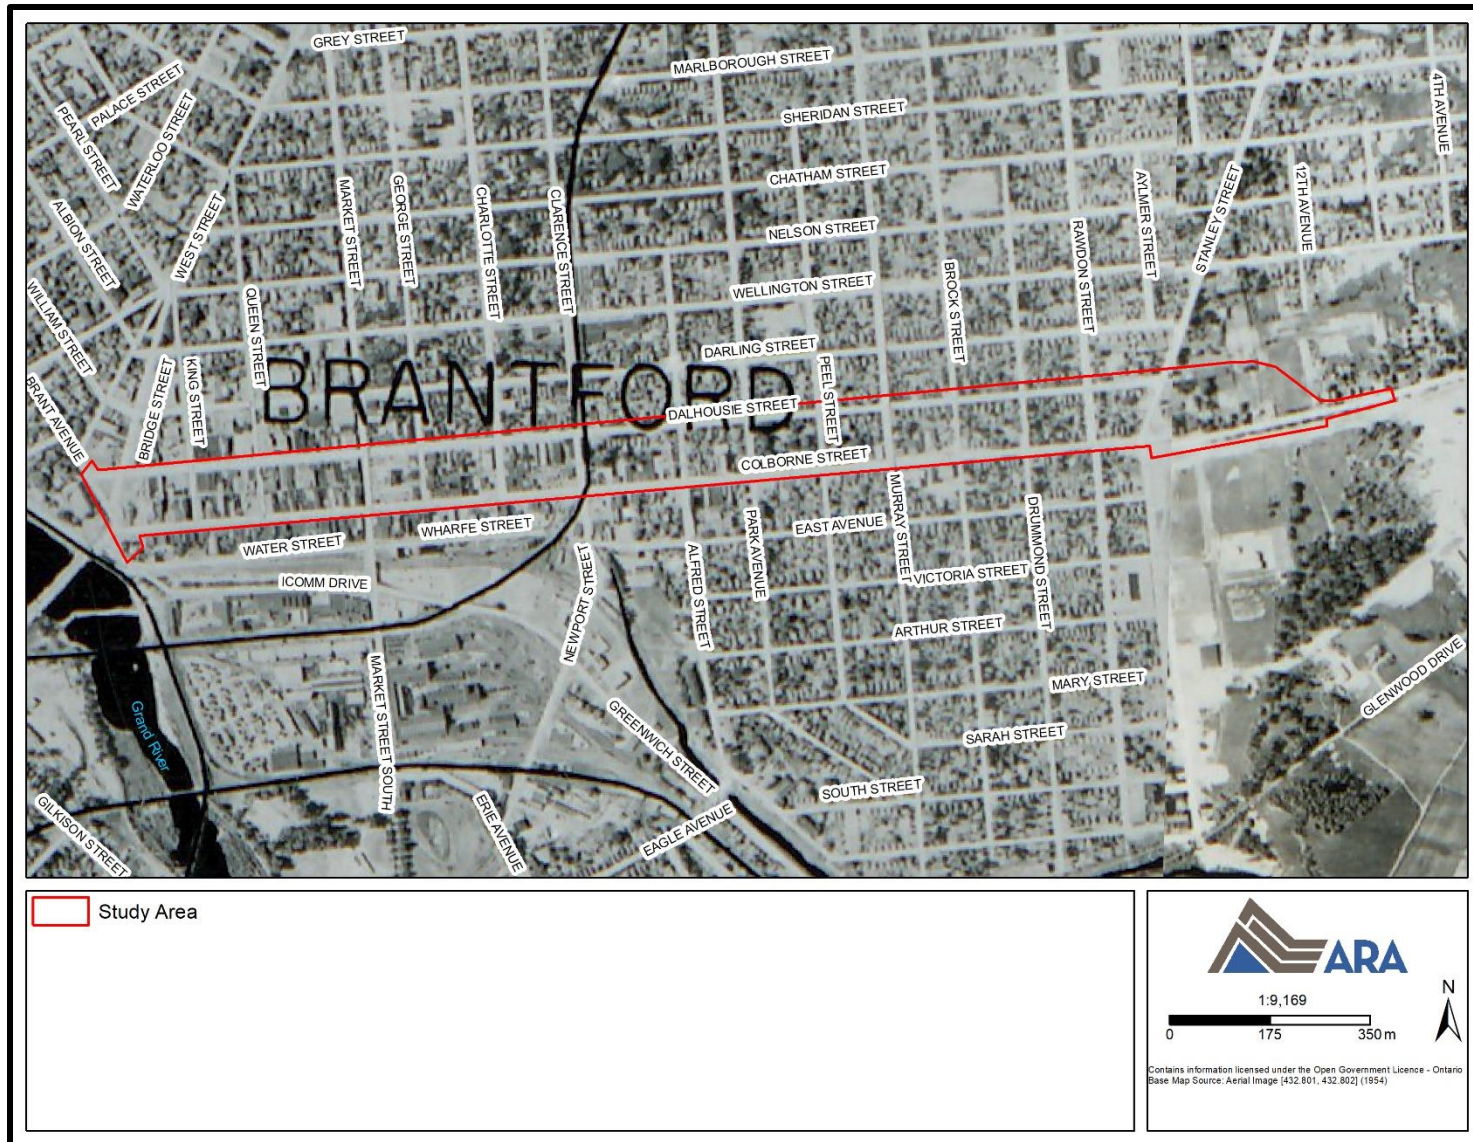 GREY STREET
MARLBOROUGH STREET
4TH AVENUE
PALACE STREET
PEARL STREET
WATERLOO STREET
SHERIDAN STREET
CHATHAM STREET
ALBION STREET
WEST STREET
MARKET STREET
GEORGE STREET
CHARLOTTE STREET
CLARENCE STREET
NELSON STREET
AYLMER STREET
STANLEY STREET
12TH AVENUE
RAWDON STREET
WILLIAM STREET
QUEEN STREET
WELLINGTON STREET
BROCK STREET
DARLING STREET
BRANTFORD
BRANT AVENUE
BRIDGE STREET
KING STREET
DALHOUSIE STREET
PEEL STREET
COLBORNE STREET
WATER STREET
WHARFE STREET
EAST AVENUE
MURRAY STREET
DRUMMOND STREET
PARK AVENUE
ALFRED STREET
ICOMM DRIVE
NEWPORT STREET
VICTORIA STREET
ARTHUR STREET
MARY STREET
GLENWOOD DRIVE
MARKET STREET SOUTH
Grand River
GREENWICH STREET
SARAH STREET
SOUTH STREET
GILKISON STREET
ERIE AVENUE
EAGLE AVENUE
Study Area
ARA
1:9,169
N
0 175 350 m
Contains information licensed under the Open Government Licence - Ontario
Base Map Source: Aerial Image [432.801, 432.802] (1954)